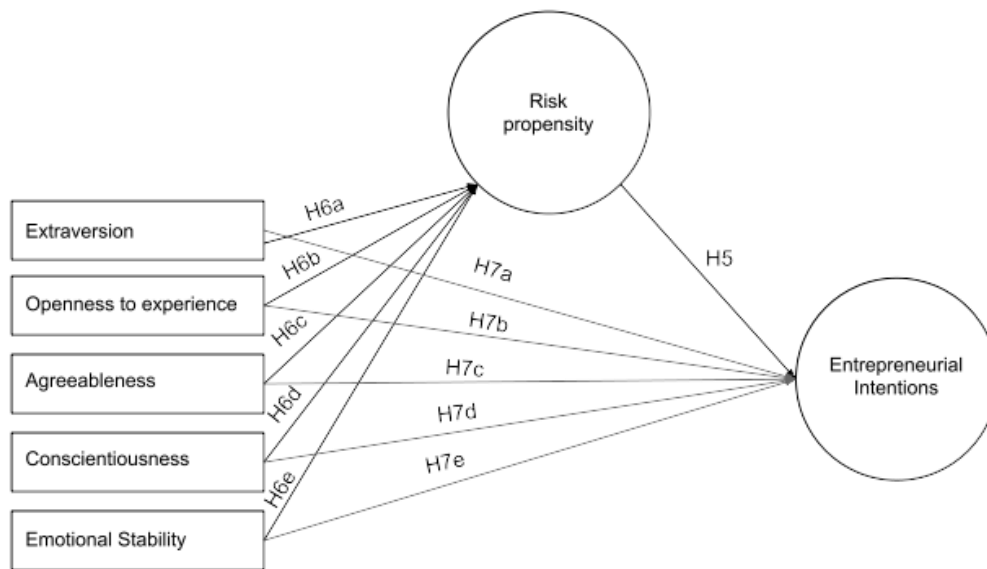 Risk
propensity
H6a
Extraversion
H6b
H7a
H5
Openness to experience
H6c
H7b
Agreeableness
H7c
Entrepreneurial
Intentions
H6d
H7d
Conscientiousness
H6e
H7e
Emotional Stability